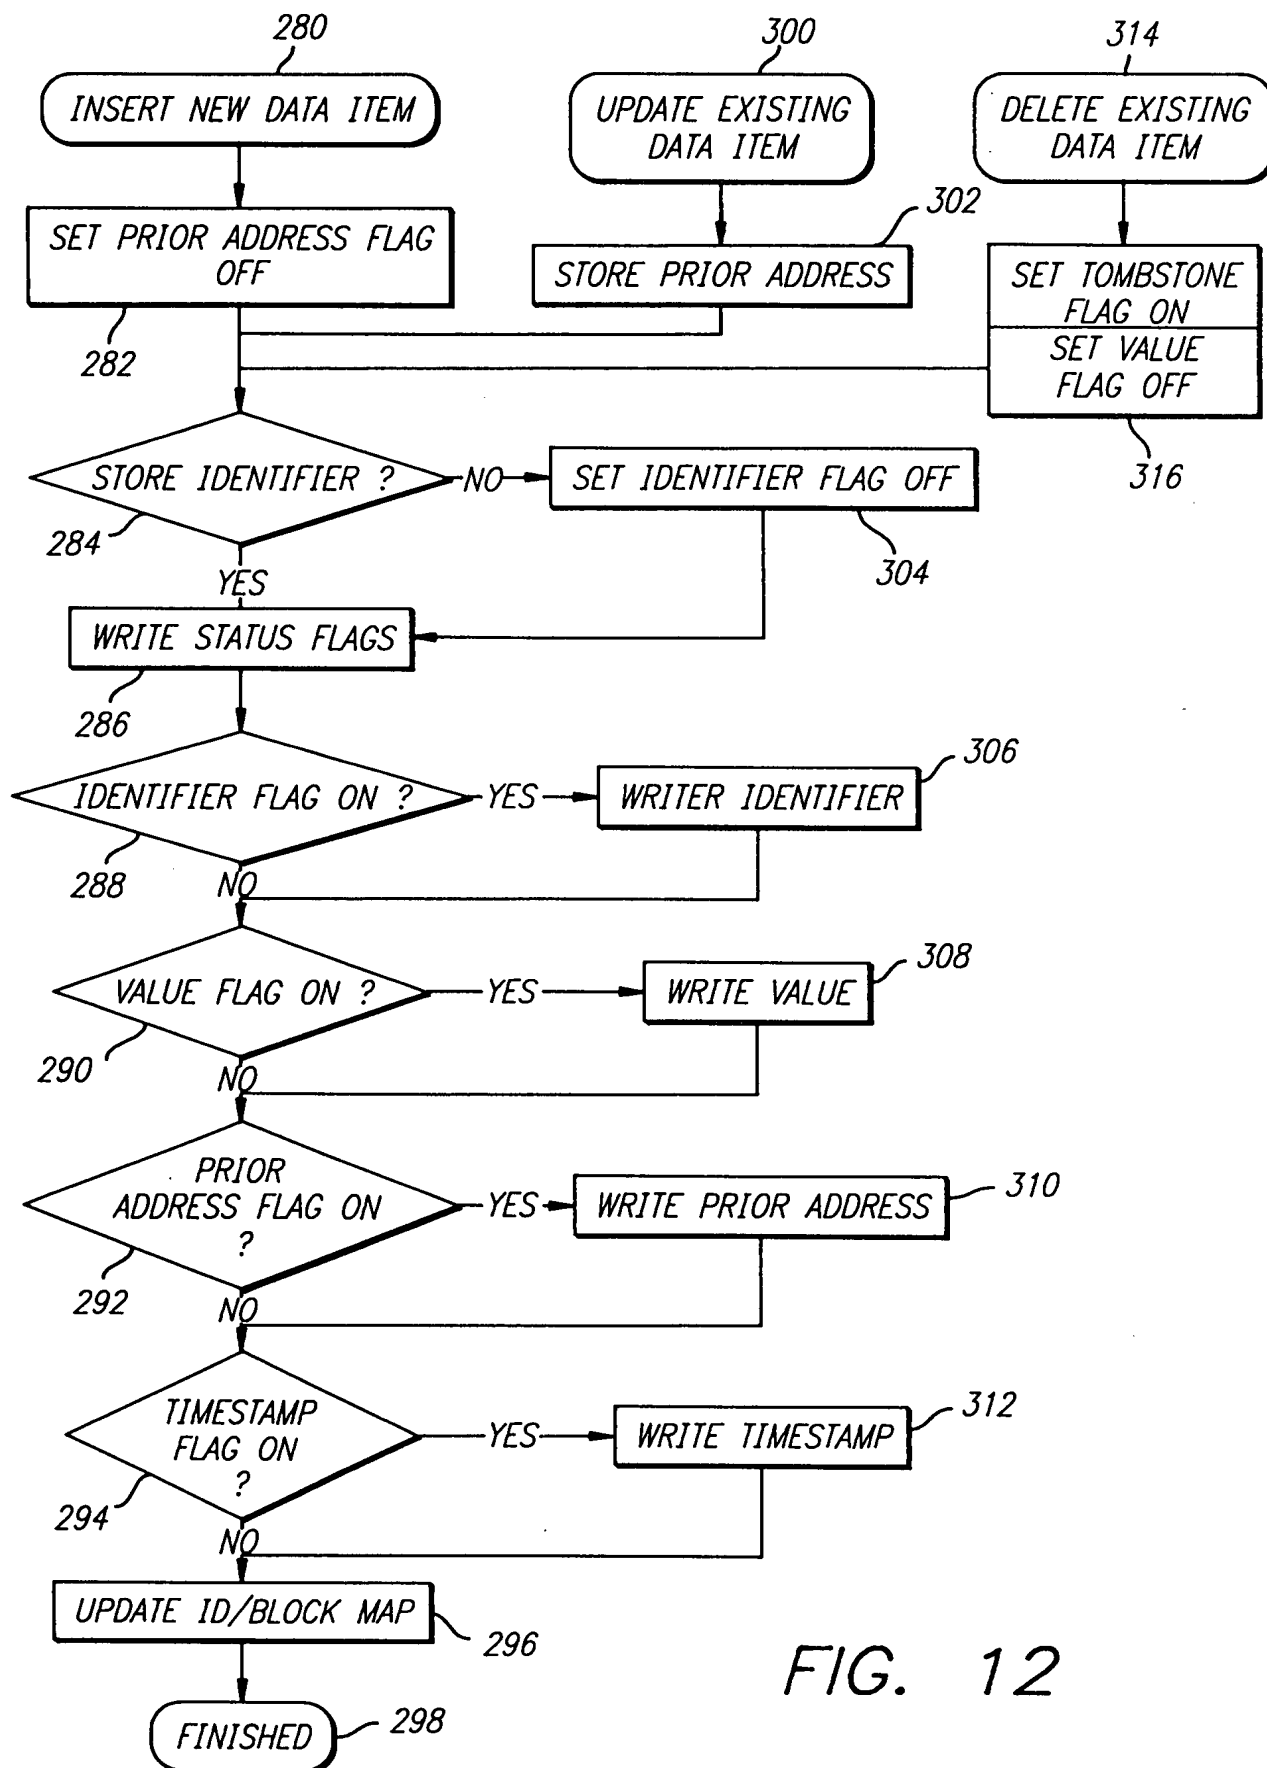 280
300
314
INSERT NEW DATA ITEM
UPDATE EXISTING
DATA ITEM
DELETE EXISTING
DATA ITEM
302
SET PRIOR ADDRESS FLAG
OFF
STORE PRIOR ADDRESS
SET TOMBSTONE
FLAG ON
SET VALUE
FLAG OFF
282
316
STORE IDENTIFIER ?
NO
SET IDENTIFIER FLAG OFF
284
304
YES
WRITE STATUS FLAGS
286
306
IDENTIFIER FLAG ON ?
YES
WRITER IDENTIFIER
288
NO
308
VALUE FLAG ON ?
YES
WRITE VALUE
290
NO
PRIOR
ADDRESS FLAG ON
?
YES
WRITE PRIOR ADDRESS
310
292
NO
TIMESTAMP
FLAG ON
?
YES
WRITE TIMESTAMP
312
294
NO
UPDATE ID/BLOCK MAP
296
FINISHED
298
FIG. 12